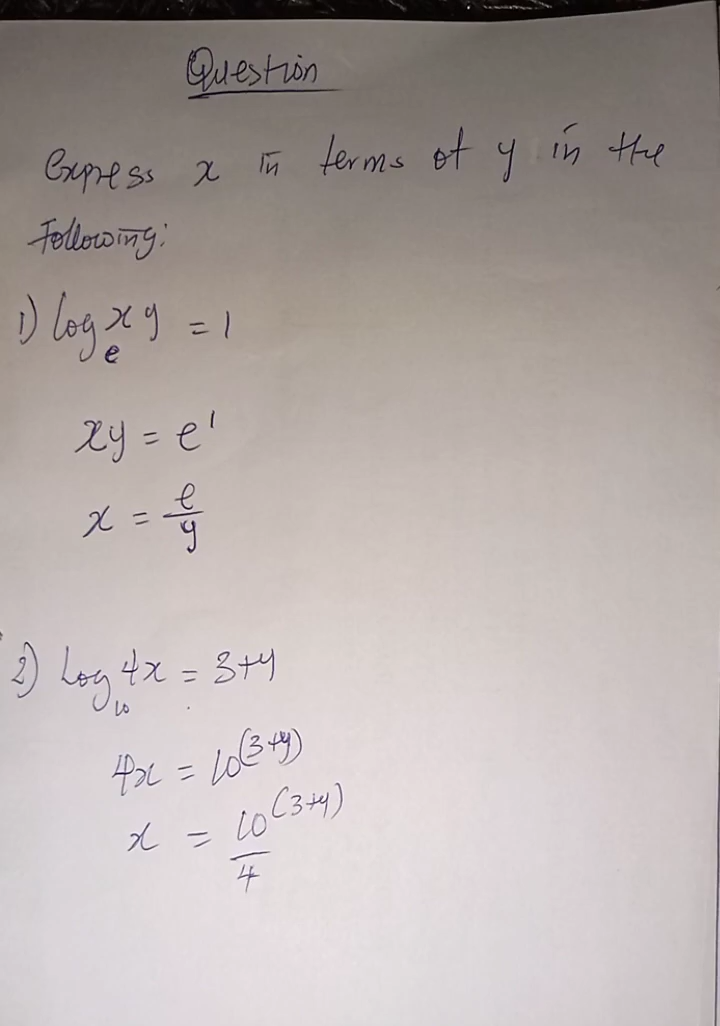 Question
Express x in terms of y in the
following:
1) log_e xy = 1
xy = e^1
x = e/y
2) Log_10 4x = 3+y
4x = 10^(3+y)
x = 10^(3+y)/4